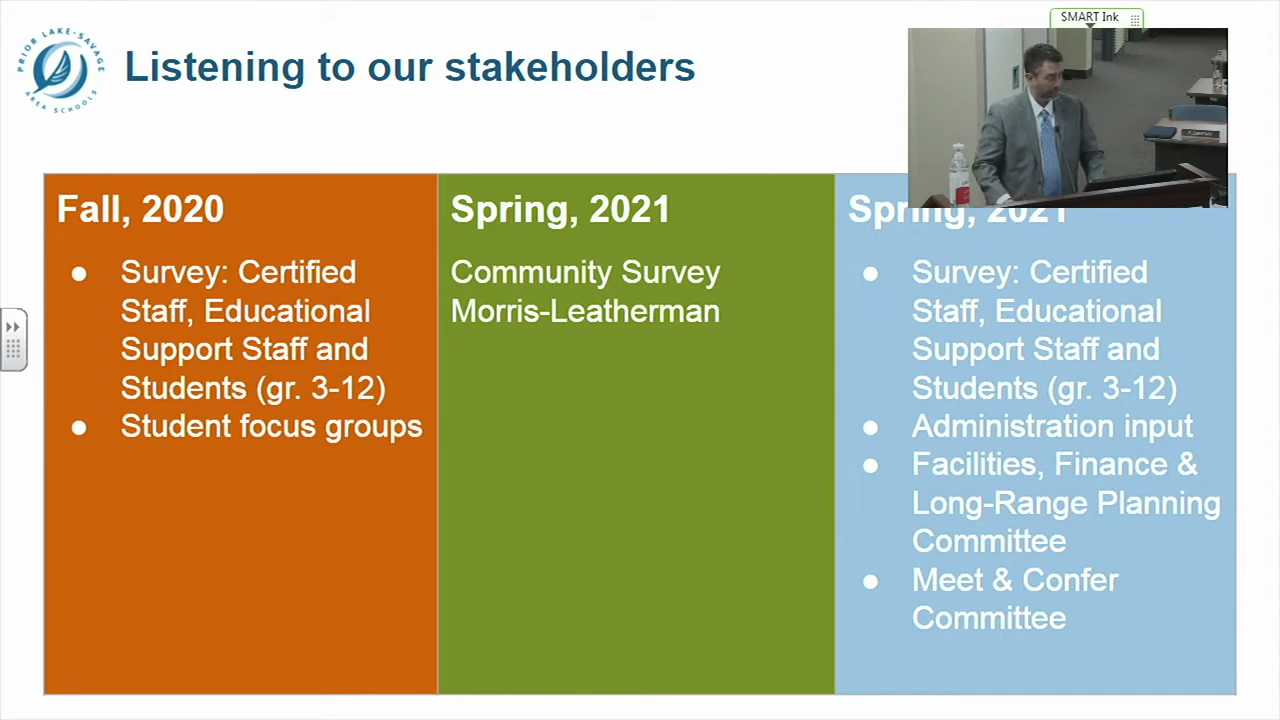 SMART Ink
PRIOR LAKE-SAVAGE
AREA SCHOOLS
Listening to our stakeholders
Fall, 2020
● Survey: Certified
Staff, Educational
Support Staff and
Students (gr. 3-12)
● Student focus groups
Spring, 2021
Community Survey
Morris-Leatherman
Spring, 2021
● Survey: Certified
Staff, Educational
Support Staff and
Students (gr. 3-12)
● Administration input
● Facilities, Finance &
Long-Range Planning
Committee
● Meet & Confer
Committee